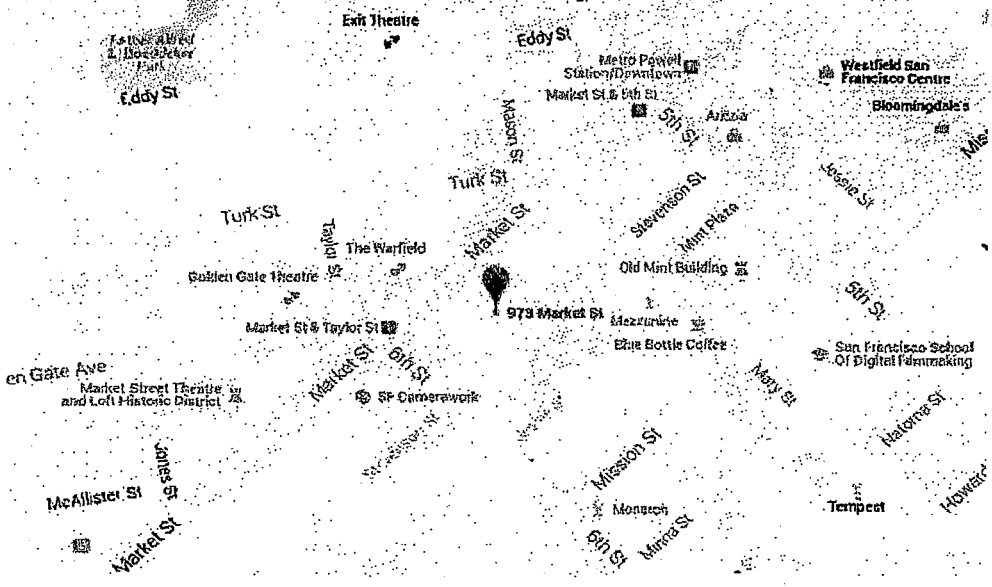 Exit Theatre
Eddy St
Park
Eddy St
Metro Powell
Station/Downtown
Westfield San
Francisco Centre
Market St & 5th St
Bloomingdale's
Mason St
5th St
Turk St
Jessie St
Stevenson St
Turk St
Market St
Mint Plaza
Taylor St
The Warfield
Golden Gate Theatre
Old Mint Building
5th St
973 Market St
Mezzanine
Market St & Taylor St
Blue Bottle Coffee
San Francisco School
Of Digital Filmmaking
en Gate Ave
Market St
6th St
Mary St
Market Street Theatre
and Loft Historic District
SF Camerawork
Natoma St
Stevenson St
Mission St
Jones St
McAllister St
Howard
Monarch
Tempest
Market St
6th St
Minna St